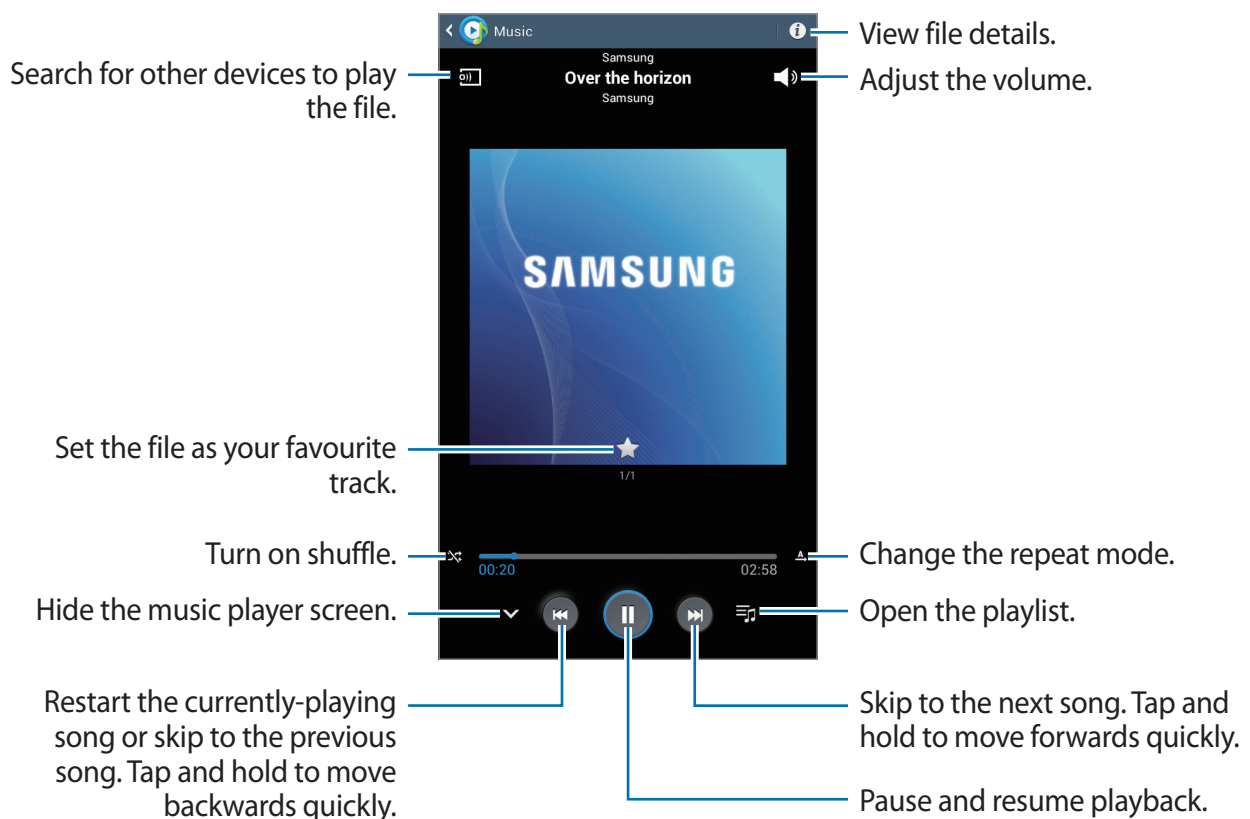 Music
View file details.
Search for other devices to play
the file.
Samsung
Over the horizon
Samsung
Adjust the volume.
SAMSUNG
Set the file as your favourite
track.
1/1
Turn on shuffle.
00:20
02:58
A
Change the repeat mode.
Hide the music player screen.
Open the playlist.
Restart the currently-playing
song or skip to the previous
song. Tap and hold to move
backwards quickly.
Skip to the next song. Tap and
hold to move forwards quickly.
Pause and resume playback.